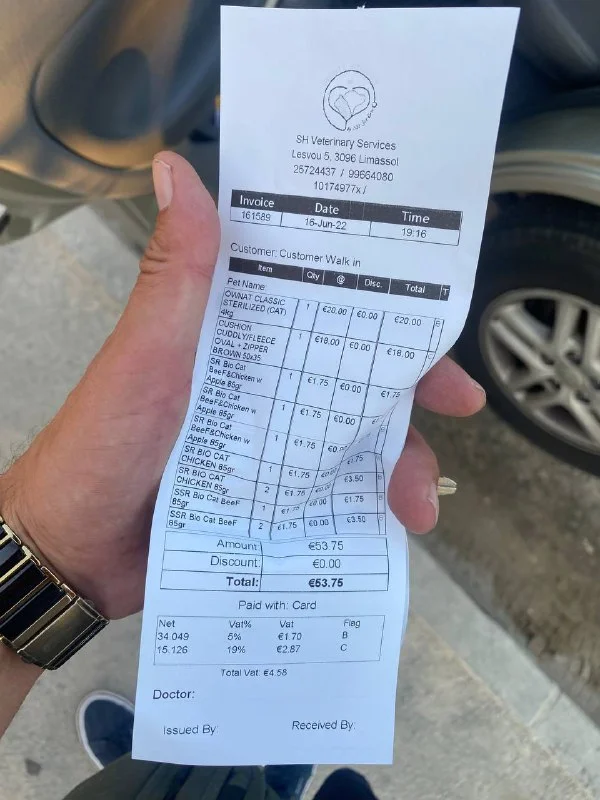 SH Veterinary Services
Lesvou 5, 3096 Limassol
25724437 / 99664080
10174977x /
Invoice Date Time
161589 16-Jun-22 19:16
Customer: Customer Walk in
Item Qty @ Disc. Total T
Pet Name:
OWNAT CLASSIC 1 €20.00 €0.00 €20.00 B
STERILIZED (CAT)
4kg
CUSHION 1 €18.00 €0.00 €18.00 C
CUDDLY/FLEECE
OVAL + ZIPPER
BROWN 50x35
SR Bio Cat 1 €1.75 €0.00 €1.75
BeeF&Chicken w
Apple 85gr
SR Bio Cat 1 €1.75 €0.00
BeeF&Chicken w
Apple 85gr
SR Bio Cat 1 €1.75
BeeF&Chicken w
Apple 85gr
SR BIO CAT 1 €1.75 €0.00 €1.75
CHICKEN 85gr
SR BIO CAT 2 €1.75 €0.00 €3.50
CHICKEN 85gr
SSR Bio Cat BeeF 1 €1.75 €0.00 €1.75
85gr
SSR Bio Cat BeeF 2 €1.75 €0.00 €3.50
85gr
Amount: €53.75
Discount: €0.00
Total: €53.75
Paid with: Card
Net Vat% Vat Flag
34.049 5% €1.70 B
15.126 19% €2.87 C
Total Vat: €4.58
Doctor:
Issued By: Received By: